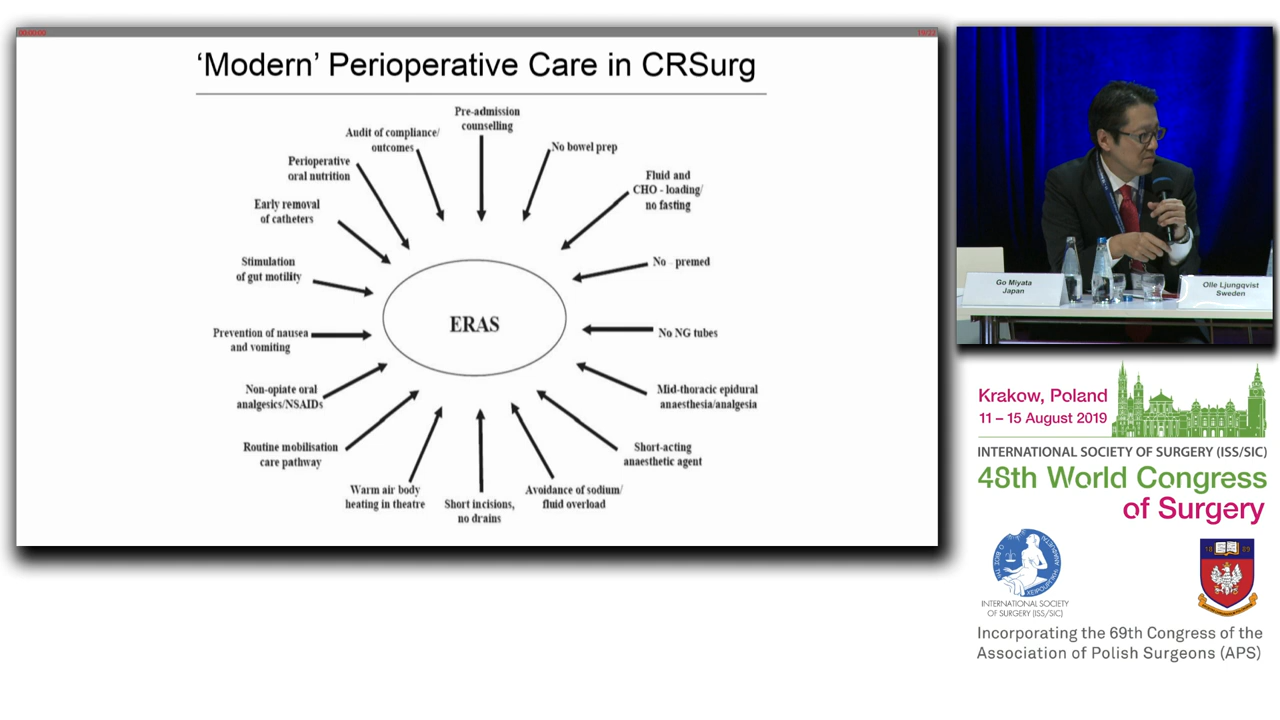 00:00:00
‘Modern’ Perioperative Care in CRSurg
Pre-admission
counselling
Audit of compliance/
outcomes
No bowel prep
Perioperative
oral nutrition
Fluid and
CHO - loading/
no fasting
Early removal
of catheters
Stimulation
of gut motility
No - premed
ERAS
Prevention of nausea
and vomiting
No NG tubes
Non-opiate oral
analgesics/NSAIDs
Mid-thoracic epidural
anaesthesia/analgesia
Routine mobilisation
care pathway
Short-acting
anaesthetic agent
Warm air body
heating in theatre
Short incisions,
no drains
Avoidance of sodium/
fluid overload
Go Miyata
Japan
Olle Ljungqvist
Sweden
Krakow, Poland
11 – 15 August 2019
INTERNATIONAL SOCIETY OF SURGERY (ISS/SIC)
48th World Congress
of Surgery
INTERNATIONAL SOCIETY
OF SURGERY (ISS/SIC)
18 89
Incorporating the 69th Congress of the
Association of Polish Surgeons (APS)